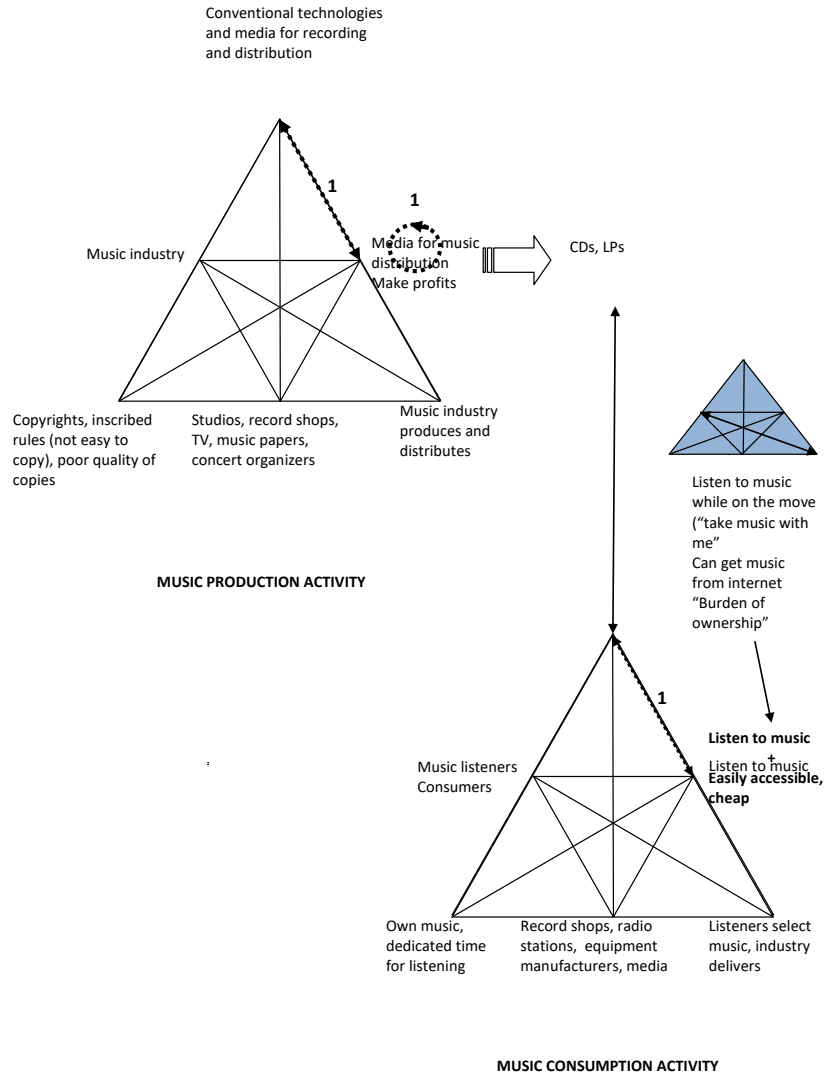 Conventional technologies
and media for recording
and distribution
1
1
Music industry
Media for music
distribution
Make profits
CDs, LPs
Copyrights, inscribed
rules (not easy to
copy), poor quality of
copies
Studios, record shops,
TV, music papers,
concert organizers
Music industry
produces and
distributes
MUSIC PRODUCTION ACTIVITY
Listen to music
while on the move
(“take music with
me”
Can get music
from internet
“Burden of
ownership”
1
Listen to music
+
Listen to music
Easily accessible,
cheap
Music listeners
Consumers
Own music,
dedicated time
for listening
Record shops, radio
stations, equipment
manufacturers, media
Listeners select
music, industry
delivers
MUSIC CONSUMPTION ACTIVITY